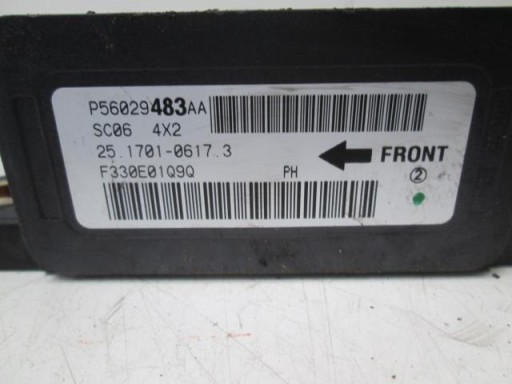 P56029483AA
SC06 4X2
25.1701-0617.3
FRONT
F330E01Q9Q PH
2